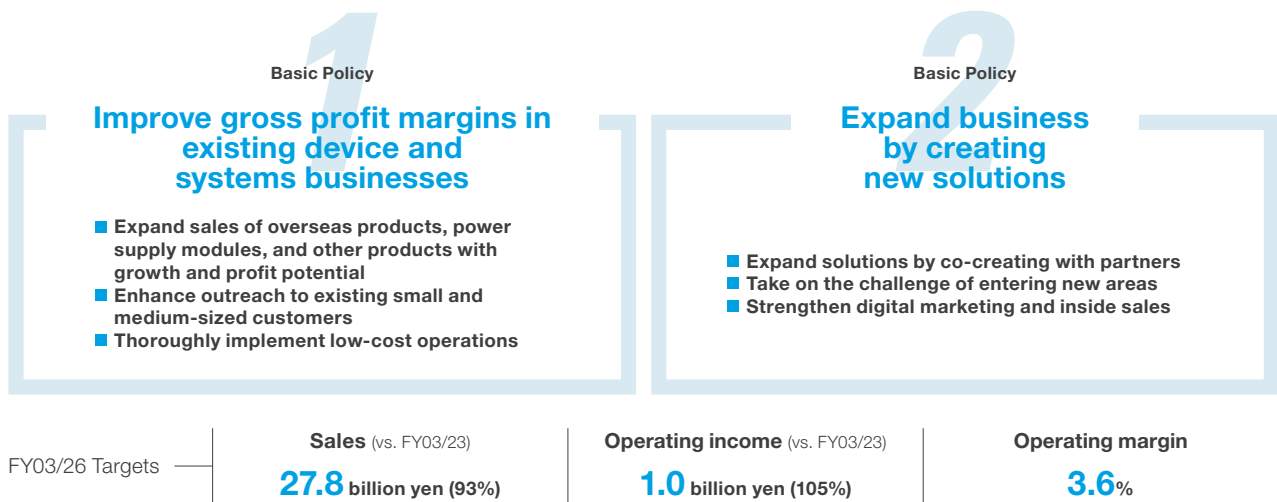 1
Basic Policy
Improve gross profit margins in
existing device and
systems businesses
■ Expand sales of overseas products, power
supply modules, and other products with
growth and profit potential
■ Enhance outreach to existing small and
medium-sized customers
■ Thoroughly implement low-cost operations
2
Basic Policy
Expand business
by creating
new solutions
■ Expand solutions by co-creating with partners
■ Take on the challenge of entering new areas
■ Strengthen digital marketing and inside sales
FY03/26 Targets
Sales (vs. FY03/23)
27.8 billion yen (93%)
Operating income (vs. FY03/23)
1.0 billion yen (105%)
Operating margin
3.6%